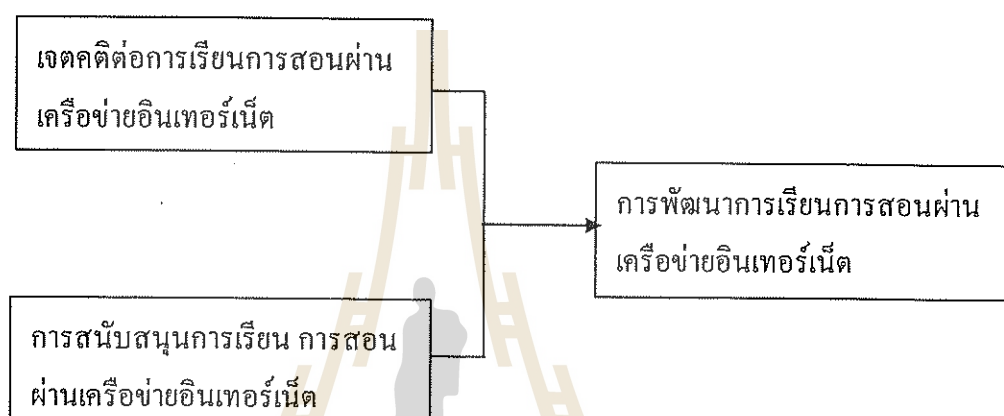 เจตคติต่อการเรียนการสอนผ่าน
เครือข่ายอินเทอร์เน็ต
การพัฒนาการเรียนการสอนผ่าน
เครือข่ายอินเทอร์เน็ต
การสนับสนุนการเรียน การสอน
ผ่านเครือข่ายอินเทอร์เน็ต